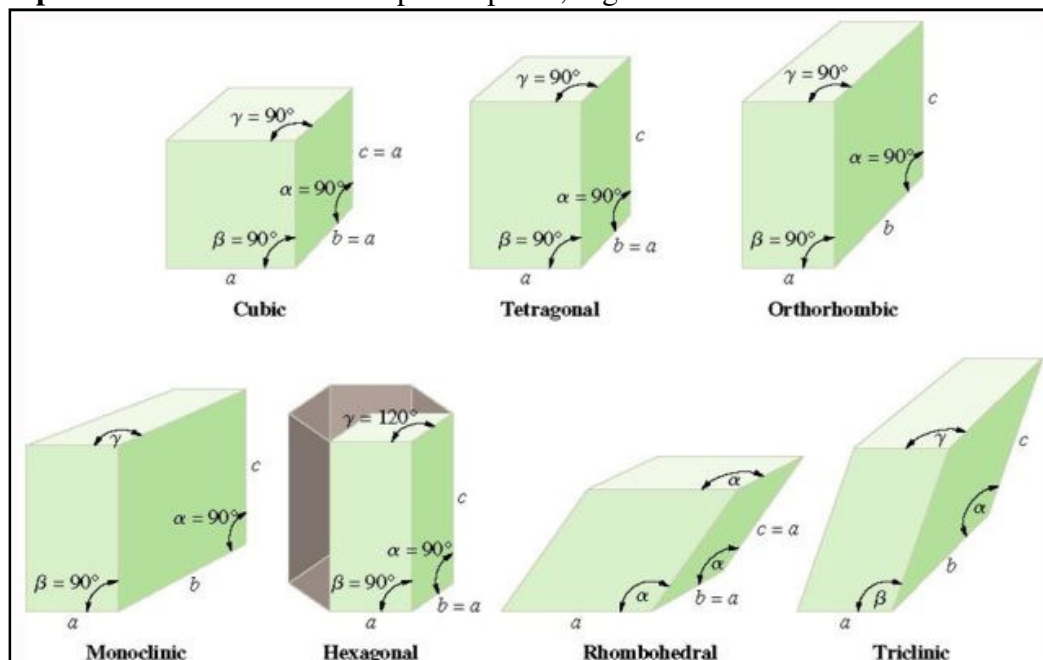 γ = 90°
c = a
α = 90°
β = 90°
b = a
a
Cubic
γ = 90°
c
α = 90°
β = 90°
b = a
a
Tetragonal
γ = 90°
c
α = 90°
β = 90°
b
a
Orthorhombic
γ
c
α = 90°
β = 90°
b
a
Monoclinic
γ = 120°
c
α = 90°
β = 90°
b = a
a
Hexagonal
α
c = a
α
α
b = a
a
Rhombohedral
γ
c
α
β
b
a
Triclinic